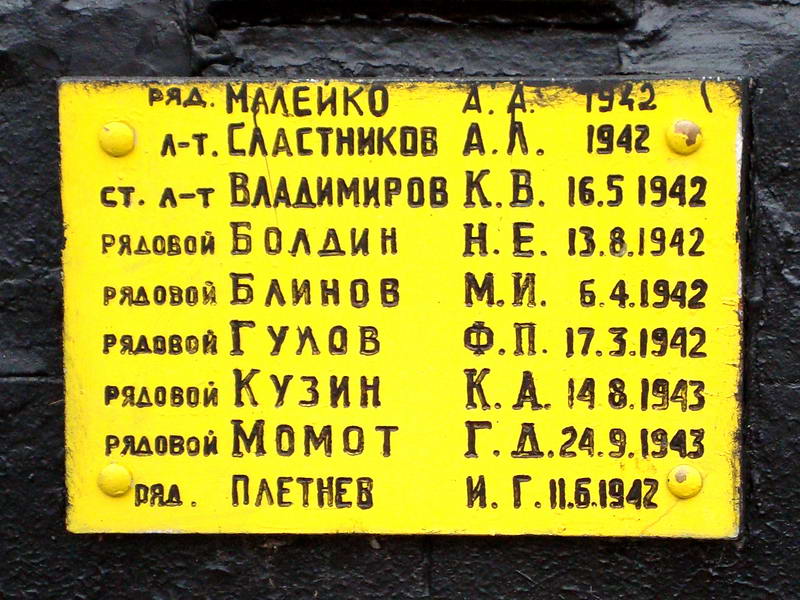 ряд. МАЛЕЙКО А. А. 1942
л-т. СЛАСТНИКОВ А. Л. 1942
ст. л-т ВЛАДИМИРОВ К. В. 16.5 1942
рядовой БОЛДИН Н. Е. 13.8.1942
рядовой БЛИНОВ М. И. 6.4.1942
рядовой ГУЛОВ Ф. П. 17.3.1942
рядовой КУЗИН К. А. 14 8.1943
рядовой МОМОТ Г. Д. 24.9.1943
ряд. ПЛЕТНЕВ И. Г. 11.6.1942